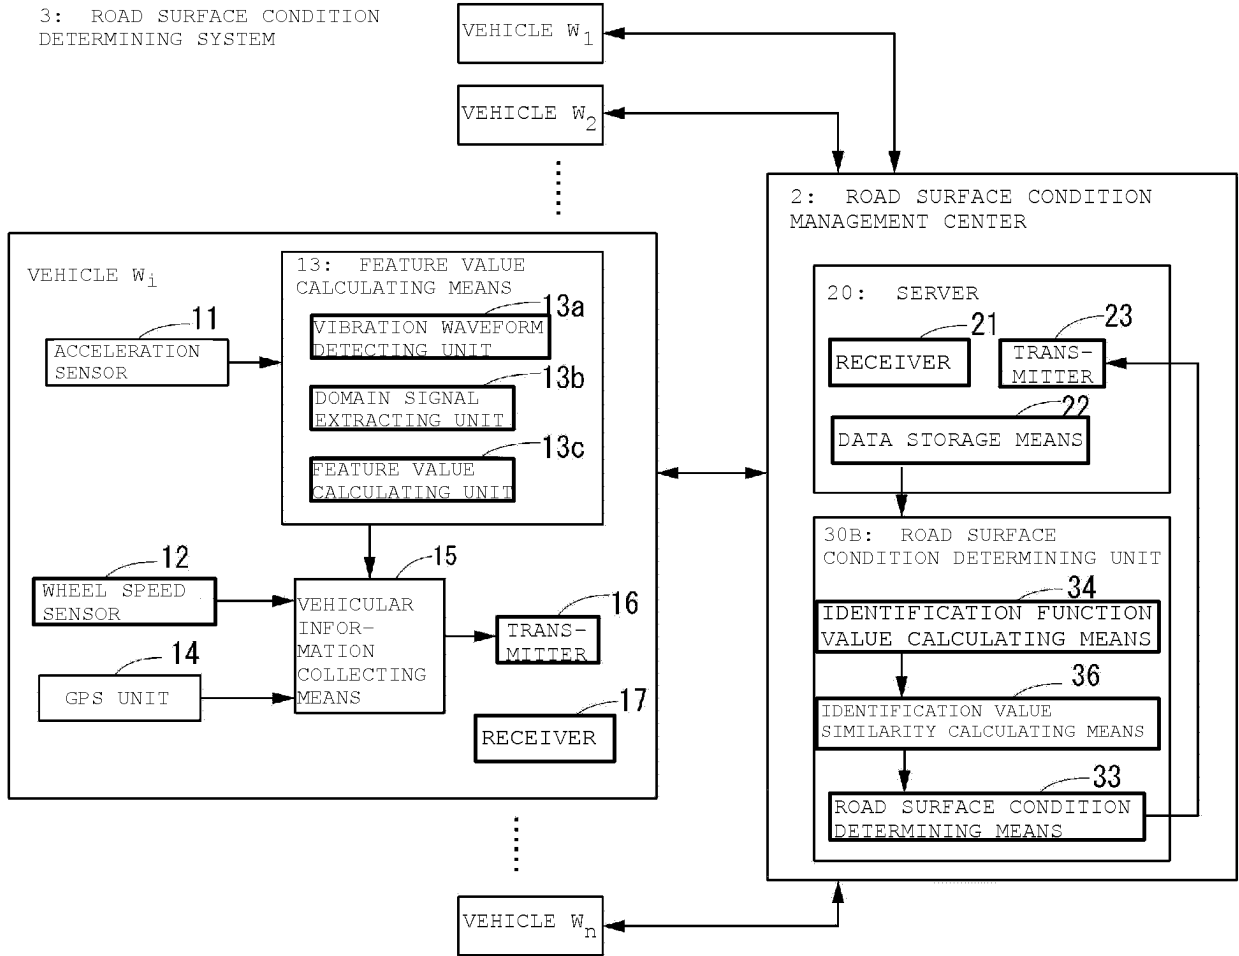 3: ROAD SURFACE CONDITION
DETERMINING SYSTEM
VEHICLE W1
VEHICLE W2
VEHICLE Wi
11
ACCELERATION
SENSOR
13: FEATURE VALUE
CALCULATING MEANS
13a
VIBRATION WAVEFORM
DETECTING UNIT
13b
DOMAIN SIGNAL
EXTRACTING UNIT
13c
FEATURE VALUE
CALCULATING UNIT
12
WHEEL SPEED
SENSOR
14
GPS UNIT
15
VEHICULAR
INFOR-
MATION
COLLECTING
MEANS
16
TRANS-
MITTER
17
RECEIVER
2: ROAD SURFACE CONDITION
MANAGEMENT CENTER
20: SERVER
21
RECEIVER
23
TRANS-
MITTER
22
DATA STORAGE MEANS
30B: ROAD SURFACE
CONDITION DETERMINING UNIT
34
IDENTIFICATION FUNCTION
VALUE CALCULATING MEANS
36
IDENTIFICATION VALUE
SIMILARITY CALCULATING MEANS
33
ROAD SURFACE CONDITION
DETERMINING MEANS
VEHICLE Wn